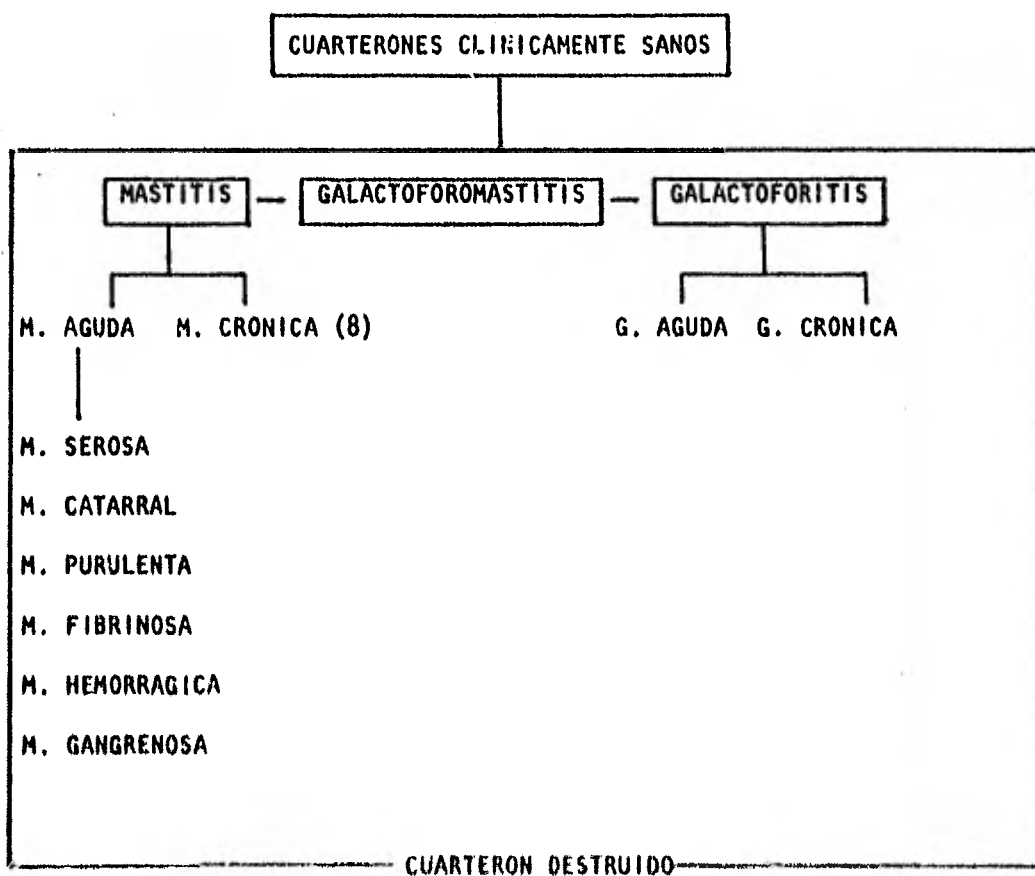 CUARTERONES CLINICAMENTE SANOS
MASTITIS — GALACTOFOROMASTITIS — GALACTOFORITIS
M. AGUDA M. CRONICA (8) G. AGUDA G. CRONICA
M. SEROSA
M. CATARRAL
M. PURULENTA
M. FIBRINOSA
M. HEMORRAGICA
M. GANGRENOSA
CUARTERON DESTRUIDO